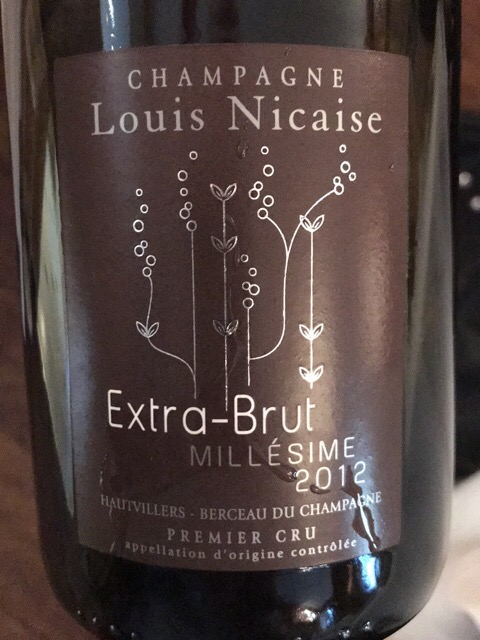 CHAMPAGNE
Louis Nicaise
Extra-Brut
MILLÉSIME
2012
HAUTVILLERS - BERCEAU DU CHAMPAGNE
PREMIER CRU
appellation d'origine contrôlée